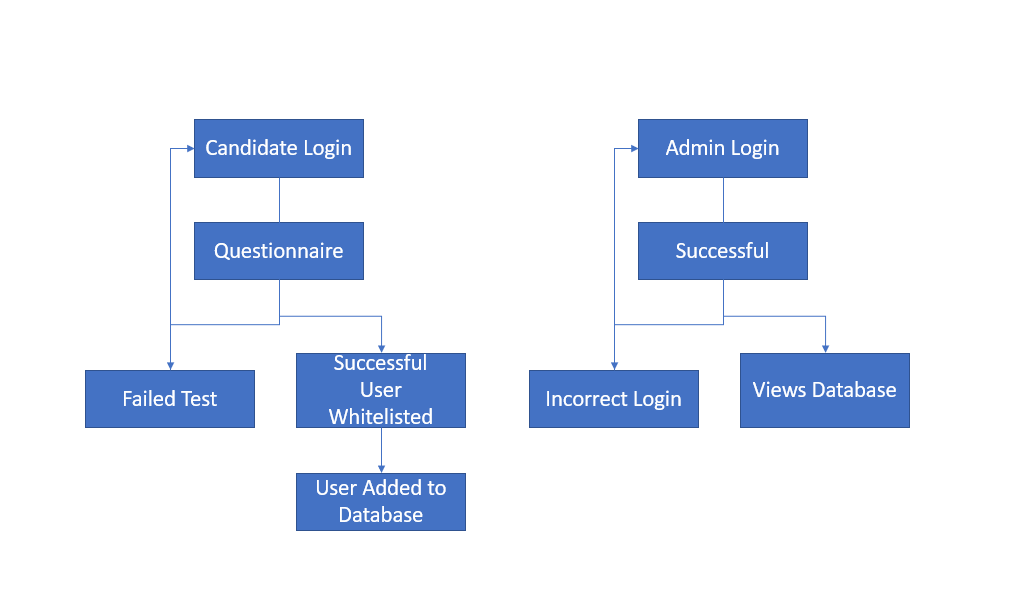 Candidate Login
Questionnaire
Failed Test
Successful
User
Whitelisted
User Added to
Database
Admin Login
Successful
Incorrect Login
Views Database